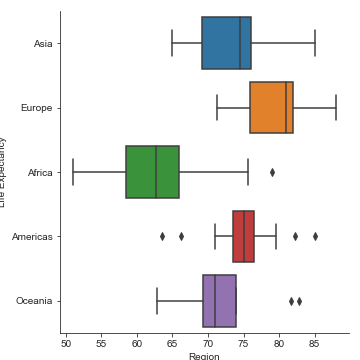 Asia
Europe
Africa
Americas
Oceania
Life Expectancy
50 55 60 65 70 75 80 85
Region